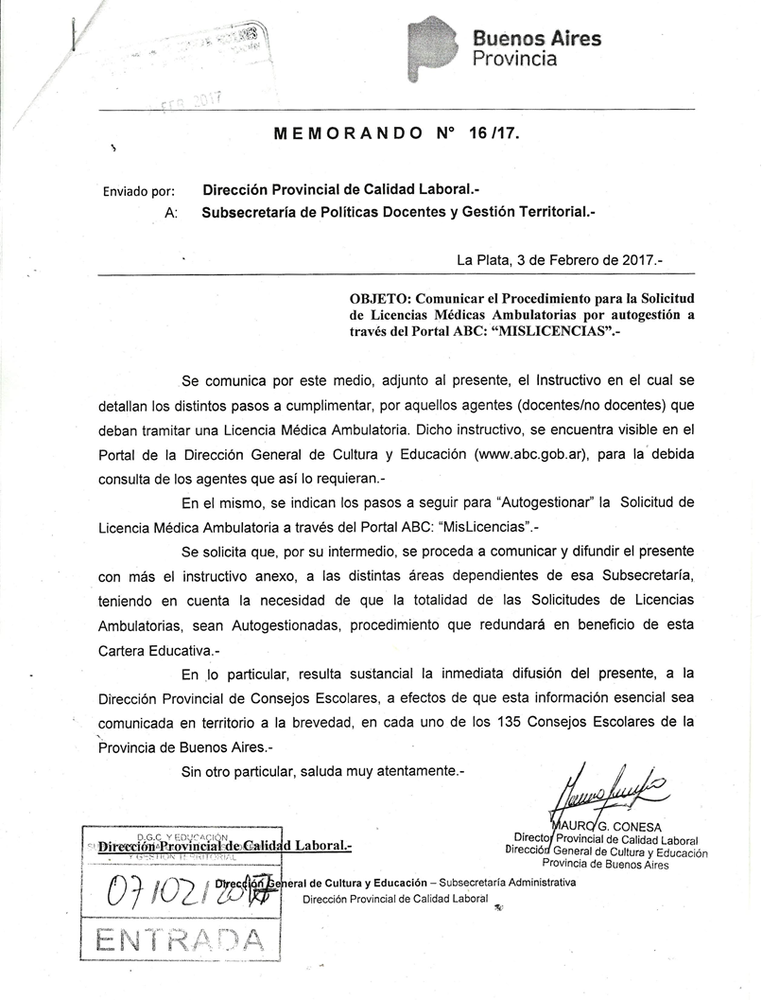 FEB 2017
Buenos Aires
Provincia
MEMORANDO N° 16/17.
Enviado por: Dirección Provincial de Calidad Laboral.-
A: Subsecretaría de Políticas Docentes y Gestión Territorial.-
La Plata, 3 de Febrero de 2017.-
OBJETO: Comunicar el Procedimiento para la Solicitud
de Licencias Médicas Ambulatorias por autogestión a
través del Portal ABC: “MISLICENCIAS”.-
Se comunica por este medio, adjunto al presente, el Instructivo en el cual se
detallan los distintos pasos a cumplimentar, por aquellos agentes (docentes/no docentes) que
deban tramitar una Licencia Médica Ambulatoria. Dicho instructivo, se encuentra visible en el
Portal de la Dirección General de Cultura y Educación (www.abc.gob.ar), para la debida
consulta de los agentes que así lo requieran.-
En el mismo, se indican los pasos a seguir para “Autogestionar” la Solicitud de
Licencia Médica Ambulatoria a través del Portal ABC: “MisLicencias”.-
Se solicita que, por su intermedio, se proceda a comunicar y difundir el presente
con más el instructivo anexo, a las distintas áreas dependientes de esa Subsecretaría,
teniendo en cuenta la necesidad de que la totalidad de las Solicitudes de Licencias
Ambulatorias, sean Autogestionadas, procedimiento que redundará en beneficio de esta
Cartera Educativa.-
En lo particular, resulta sustancial la inmediata difusión del presente, a la
Dirección Provincial de Consejos Escolares, a efectos de que esta información esencial sea
comunicada en territorio a la brevedad, en cada uno de los 135 Consejos Escolares de la
Provincia de Buenos Aires.-
Sin otro particular, saluda muy atentamente.-
MAURO G. CONESA
Director Provincial de Calidad Laboral
Dirección General de Cultura y Educación
Provincia de Buenos Aires
D.G.C Y EDUCACIÓN
Dirección Provincial de Calidad Laboral.-
Y GESTIÓN TERRITORIAL
07/02/2017
Dirección General de Cultura y Educación – Subsecretaría Administrativa
Dirección Provincial de Calidad Laboral
ENTRADA